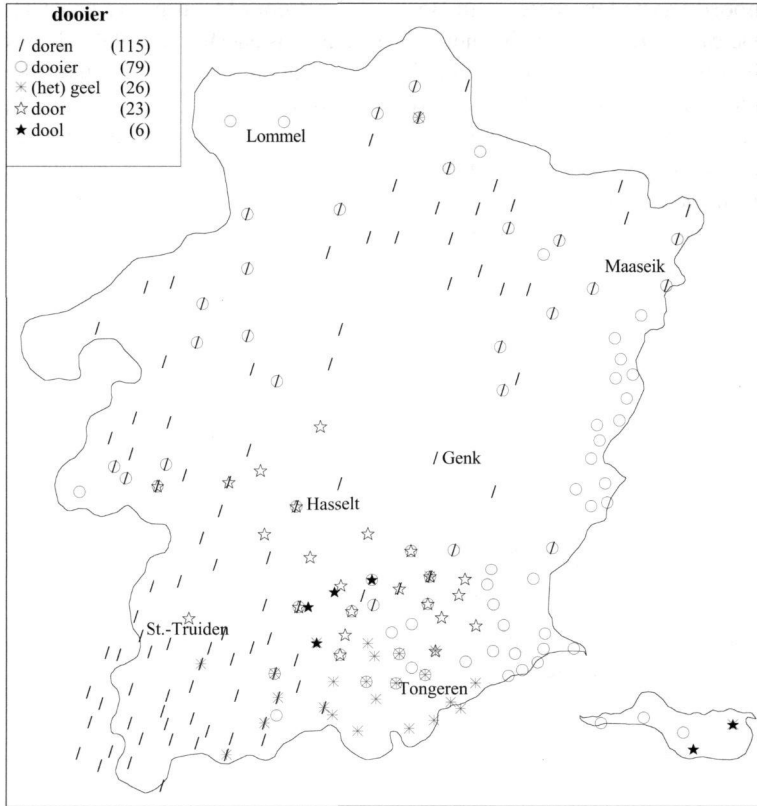 dooier
/ doren (115)
○ dooier (79)
✳ (het) geel (26)
☆ door (23)
★ dool (6)
Lommel
Maaseik
Genk
Hasselt
St.-Truiden
Tongeren